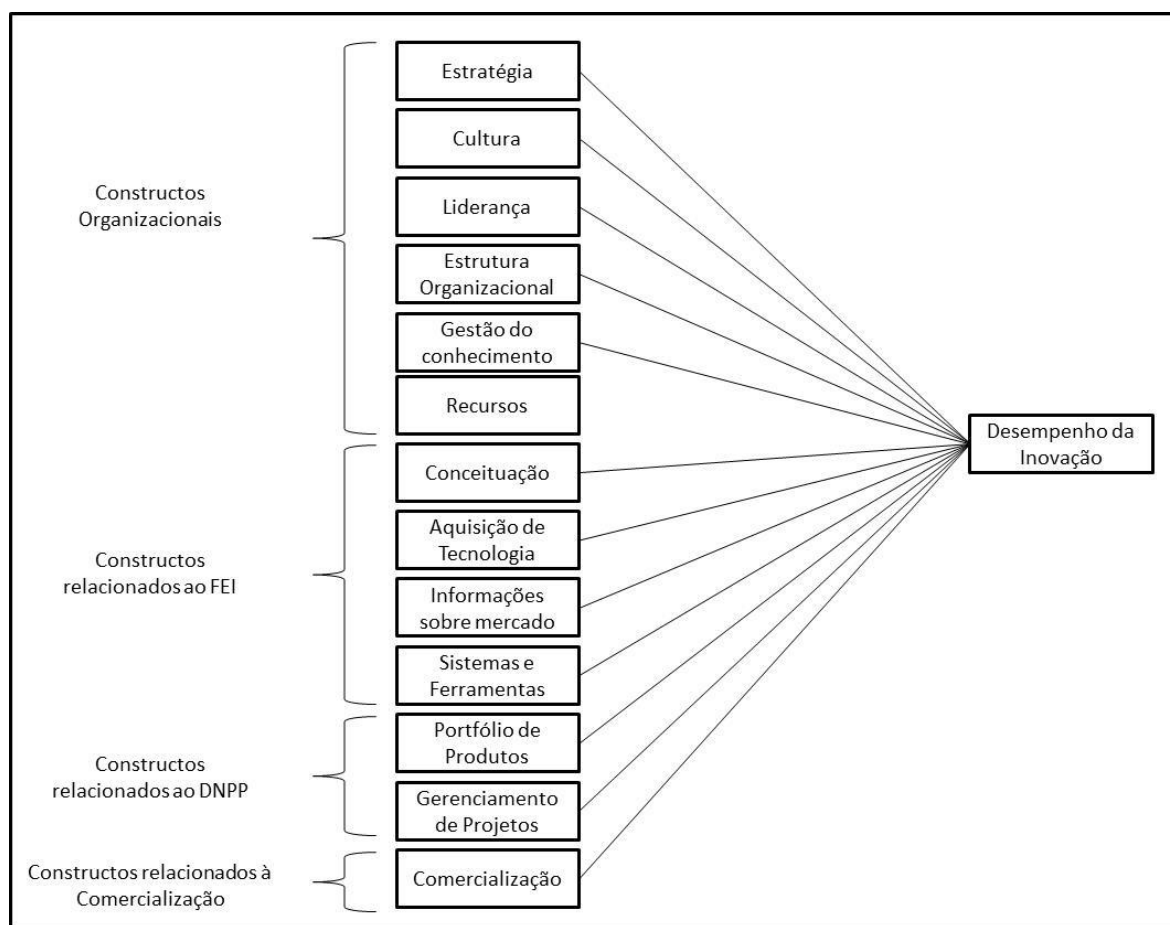 Constructos
Organizacionais
Estratégia
Cultura
Liderança
Estrutura
Organizacional
Gestão do
conhecimento
Recursos
Constructos
relacionados ao FEI
Conceituação
Aquisição de
Tecnologia
Informações
sobre mercado
Sistemas e
Ferramentas
Constructos
relacionados ao DNPP
Portfólio de
Produtos
Gerenciamento
de Projetos
Constructos relacionados à
Comercialização
Comercialização
Desempenho da
Inovação